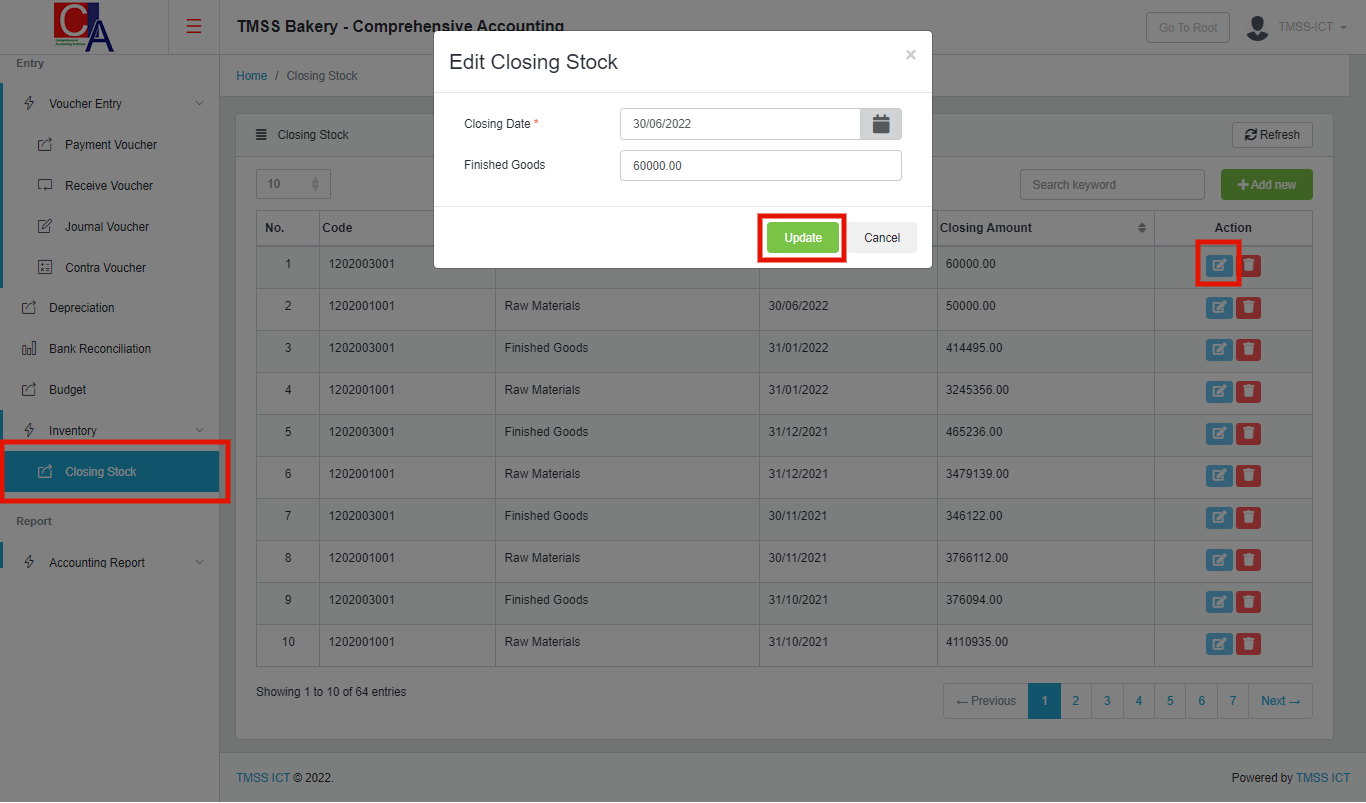 CA
Comprehensive
Accounting Software
TMSS Bakery - Comprehensive Accounting
Go To Root
TMSS-ICT
Entry
Voucher Entry
Payment Voucher
Receive Voucher
Journal Voucher
Contra Voucher
Depreciation
Bank Reconciliation
Budget
Inventory
Closing Stock
Report
Accounting Report
Home / Closing Stock
Closing Stock
Refresh
10
Search keyword
Add new
Edit Closing Stock ×
Closing Date * 30/06/2022
Finished Goods 60000.00
Update Cancel
No. Code Closing Amount Action
1 1202003001 60000.00
2 1202001001 Raw Materials 30/06/2022 50000.00
3 1202003001 Finished Goods 31/01/2022 414495.00
4 1202001001 Raw Materials 31/01/2022 3245356.00
5 1202003001 Finished Goods 31/12/2021 465236.00
6 1202001001 Raw Materials 31/12/2021 3479139.00
7 1202003001 Finished Goods 30/11/2021 346122.00
8 1202001001 Raw Materials 30/11/2021 3766112.00
9 1202003001 Finished Goods 31/10/2021 376094.00
10 1202001001 Raw Materials 31/10/2021 4110935.00
Showing 1 to 10 of 64 entries
← Previous 1 2 3 4 5 6 7 Next →
TMSS ICT © 2022.
Powered by TMSS ICT